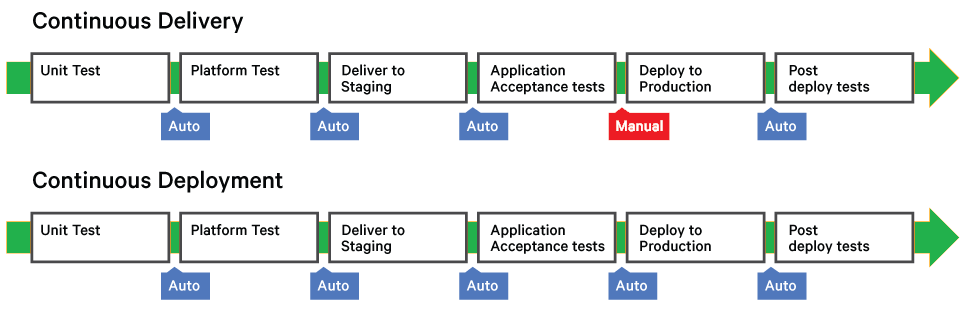 Continuous Delivery
Unit Test
Platform Test
Deliver to
Staging
Application
Acceptance tests
Deploy to
Production
Post
deploy tests
Auto
Auto
Auto
Manual
Auto
Continuous Deployment
Unit Test
Platform Test
Deliver to
Staging
Application
Acceptance tests
Deploy to
Production
Post
deploy tests
Auto
Auto
Auto
Auto
Auto